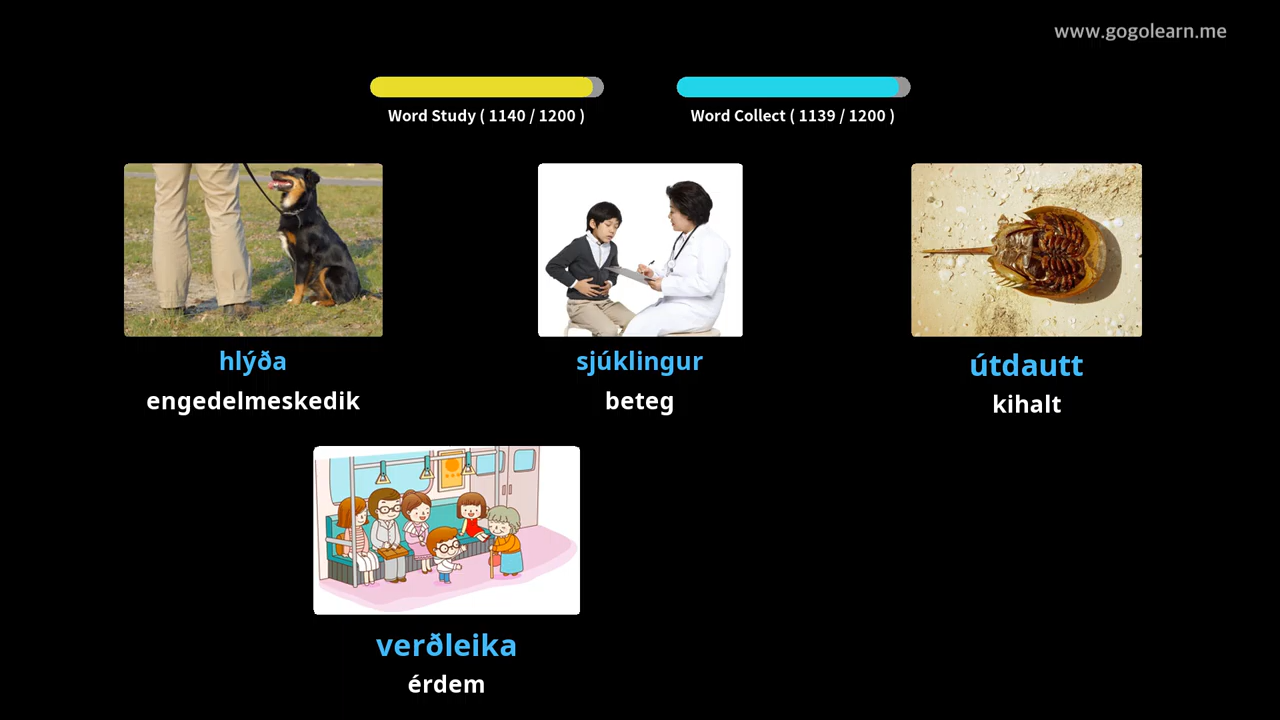 www.gogolearn.me
Word Study ( 1140 / 1200 )
Word Collect ( 1139 / 1200 )
hlýða
engedelmeskedik
sjúklingur
beteg
útdautt
kihalt
verðleika
érdem